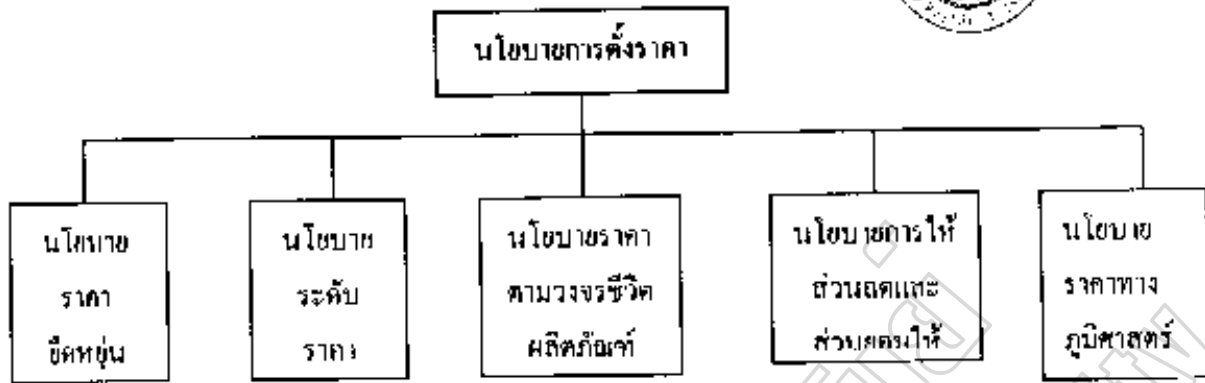 นโยบายการตั้งราคา
นโยบาย
ราคา
ยืดหยุ่น
นโยบาย
ระดับ
ราคา
นโยบายราคา
ตามวงจรชีวิต
ผลิตภัณฑ์
นโยบายการให้
ส่วนลดและ
ส่วนยอมให้
นโยบาย
ราคาทาง
ภูมิศาสตร์